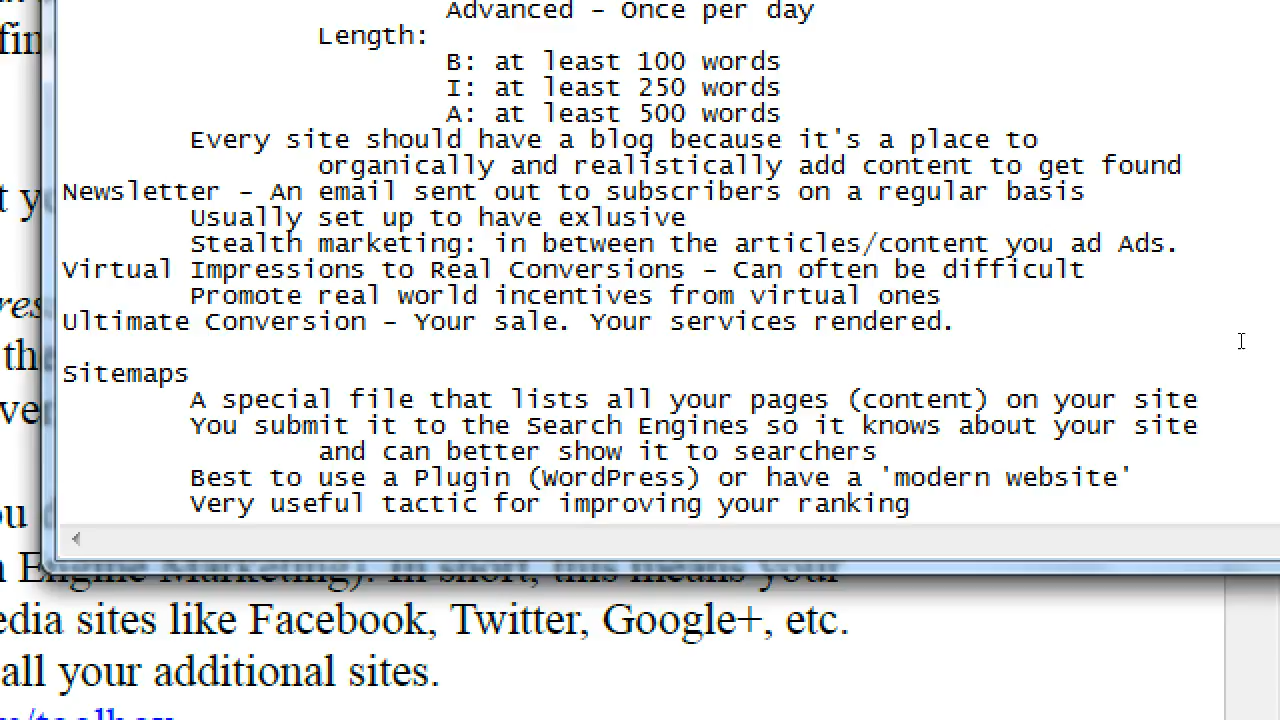 Advanced - Once per day
Length:
B: at least 100 words
I: at least 250 words
A: at least 500 words
Every site should have a blog because it's a place to
organically and realistically add content to get found
Newsletter - An email sent out to subscribers on a regular basis
Usually set up to have exlusive
Stealth marketing: in between the articles/content you ad Ads.
Virtual Impressions to Real Conversions - Can often be difficult
Promote real world incentives from virtual ones
Ultimate Conversion - Your sale. Your services rendered.
Sitemaps
A special file that lists all your pages (content) on your site
You submit it to the Search Engines so it knows about your site
and can better show it to searchers
Best to use a Plugin (WordPress) or have a 'modern website'
Very useful tactic for improving your ranking
Engine Marketing). In short, this means your
edia sites like Facebook, Twitter, Google+, etc.
all your additional sites.